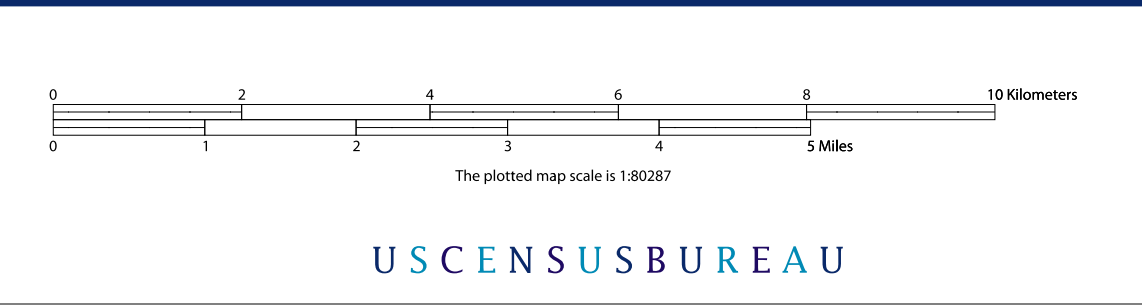 0 2 4 6 8 10 Kilometers
0 1 2 3 4 5 Miles
The plotted map scale is 1:80287
USCENSUSBUREAU